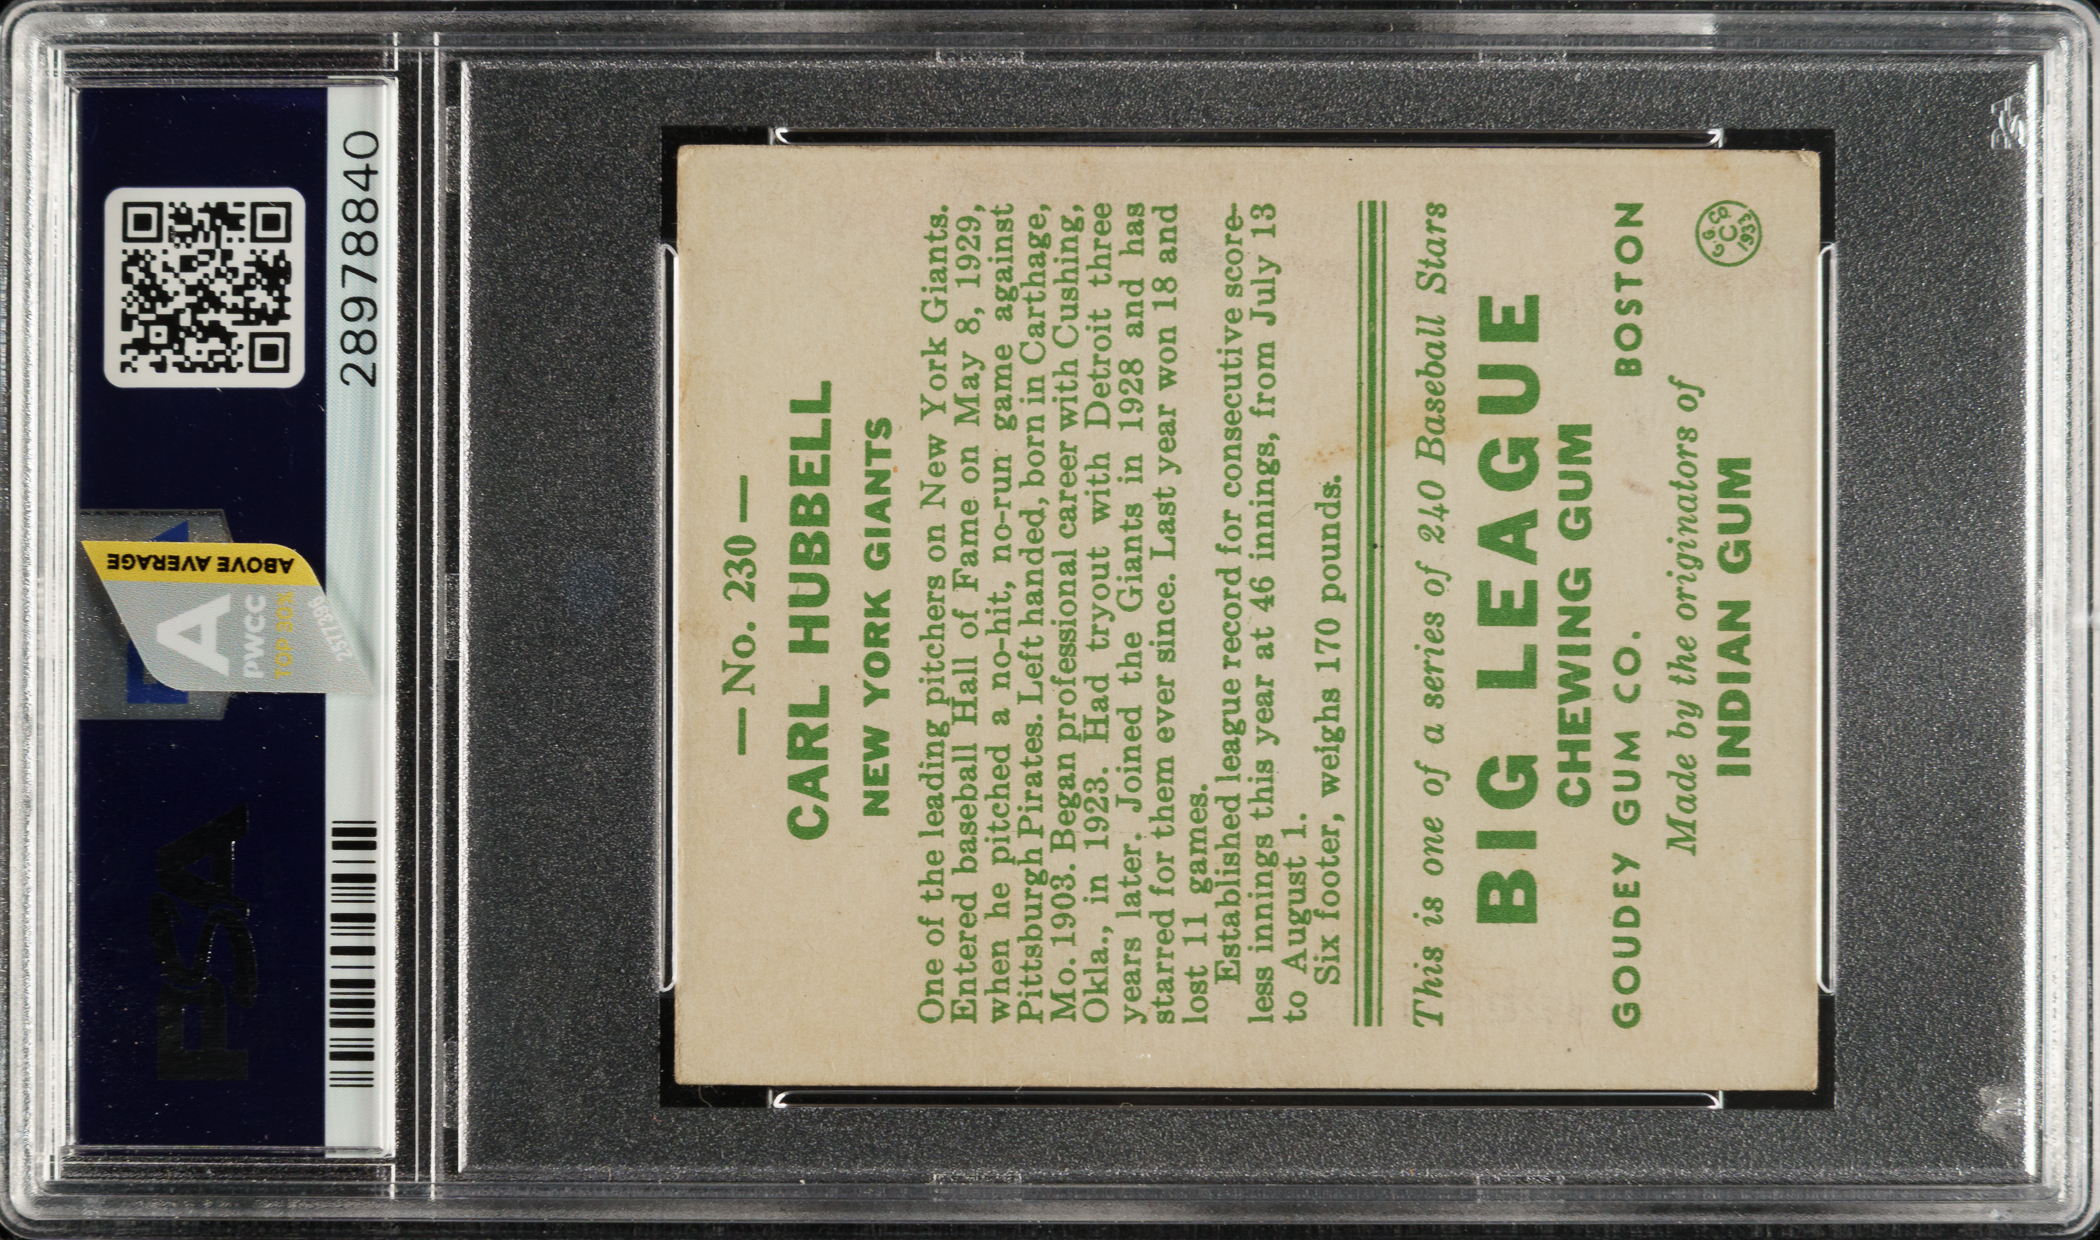 28978840
PSA
ABOVE AVERAGE
A
PWCC
TOP 30%
—No. 230—
CARL HUBBELL
NEW YORK GIANTS
One of the leading pitchers on New York Giants.
Entered baseball Hall of Fame on May 8, 1929,
when he pitched a no-hit, no-run game against
Pittsburgh Pirates. Left handed, born in Carthage,
Mo. 1903. Began professional career with Cushing,
Okla., in 1923. Had tryout with Detroit three
years later. Joined the Giants in 1928 and has
starred for them ever since. Last year won 18 and
lost 11 games.
Established league record for consecutive score-
less innings this year at 46 innings, from July 13
to August 1.
Six footer, weighs 170 pounds.
This is one of a series of 240 Baseball Stars
BIG LEAGUE
CHEWING GUM
GOUDEY GUM CO. BOSTON
Made by the originators of
INDIAN GUM
G. G. Co
C
1933
PSA